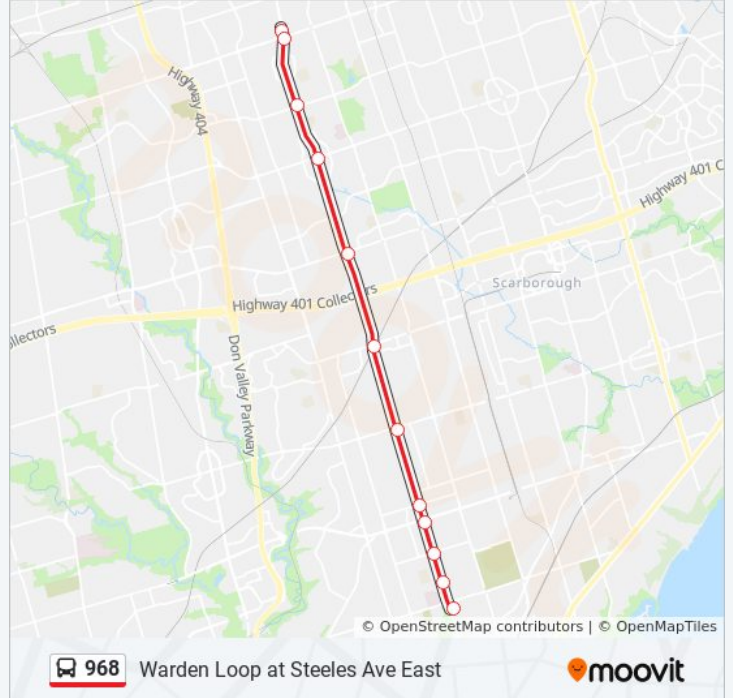 Highway 404
Highway 401 C
Scarborough
Highway 401 Collectors
ollectors
Don Valley Parkway
© OpenStreetMap contributors | © OpenMapTiles
968 Warden Loop at Steeles Ave East
moovit